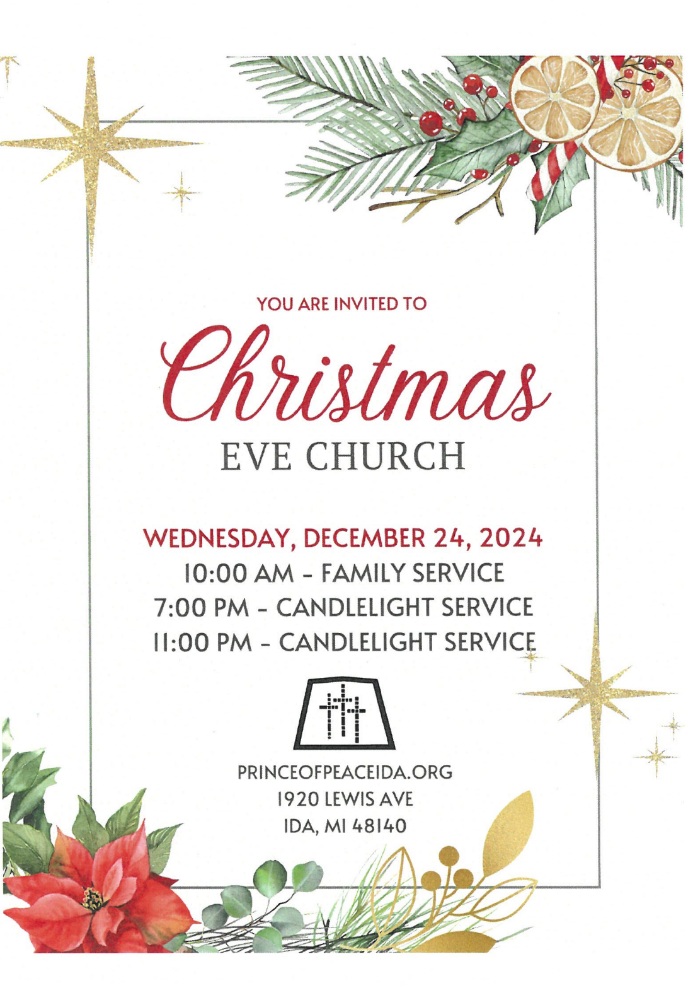 YOU ARE INVITED TO
Christmas
EVE CHURCH
WEDNESDAY, DECEMBER 24, 2024
10:00 AM – FAMILY SERVICE
7:00 PM – CANDLELIGHT SERVICE
11:00 PM – CANDLELIGHT SERVICE
PRINCEOFPEACEIDA.ORG
1920 LEWIS AVE
IDA, MI 48140